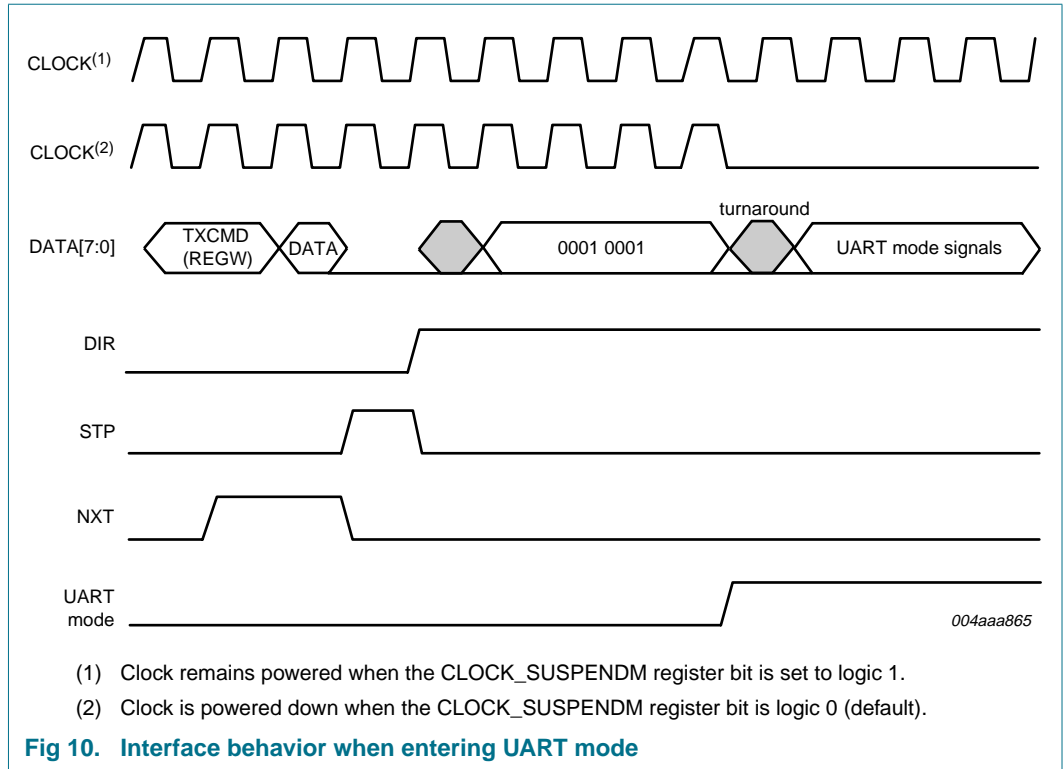 CLOCK(1)
CLOCK(2)
turnaround
DATA[7:0]
TXCMD
(REGW)
DATA
0001 0001
UART mode signals
DIR
STP
NXT
UART
mode
004aaa865
(1) Clock remains powered when the CLOCK_SUSPENDM register bit is set to logic 1.
(2) Clock is powered down when the CLOCK_SUSPENDM register bit is logic 0 (default).
Fig 10. Interface behavior when entering UART mode